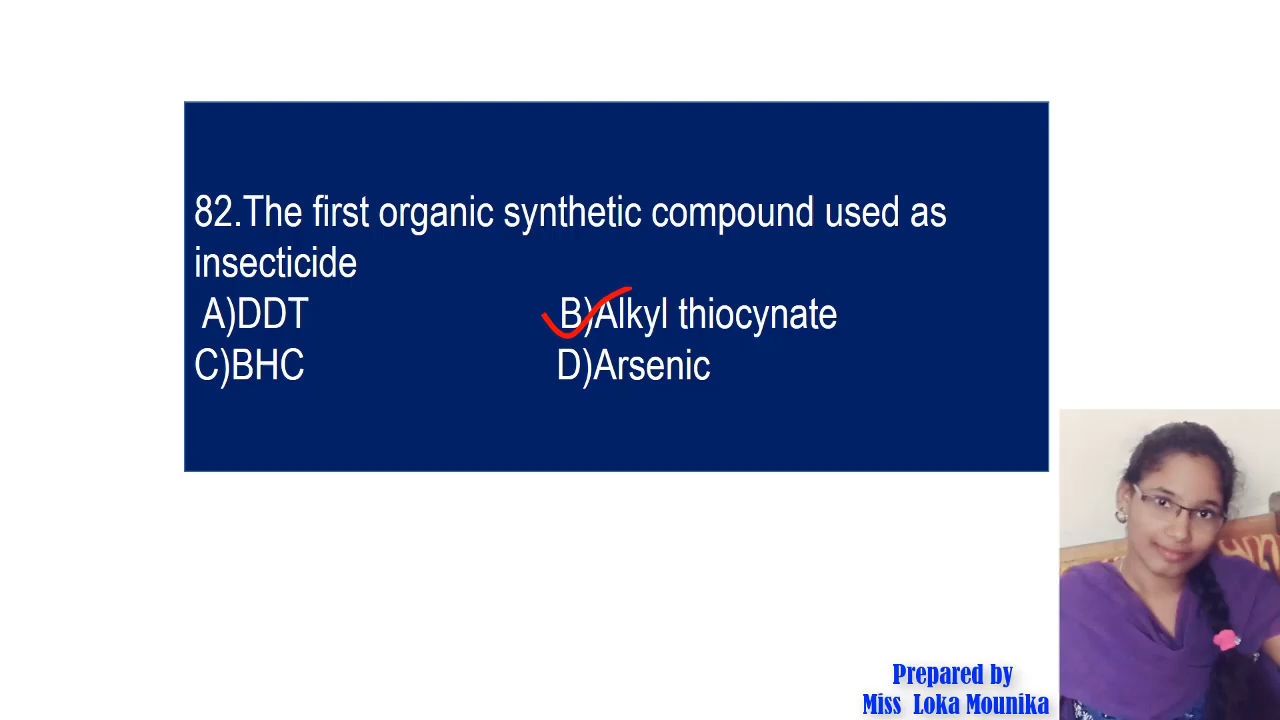 82.The first organic synthetic compound used as
insecticide
A)DDT B)Alkyl thiocynate
C)BHC D)Arsenic
Prepared by
Miss Loka Mounika